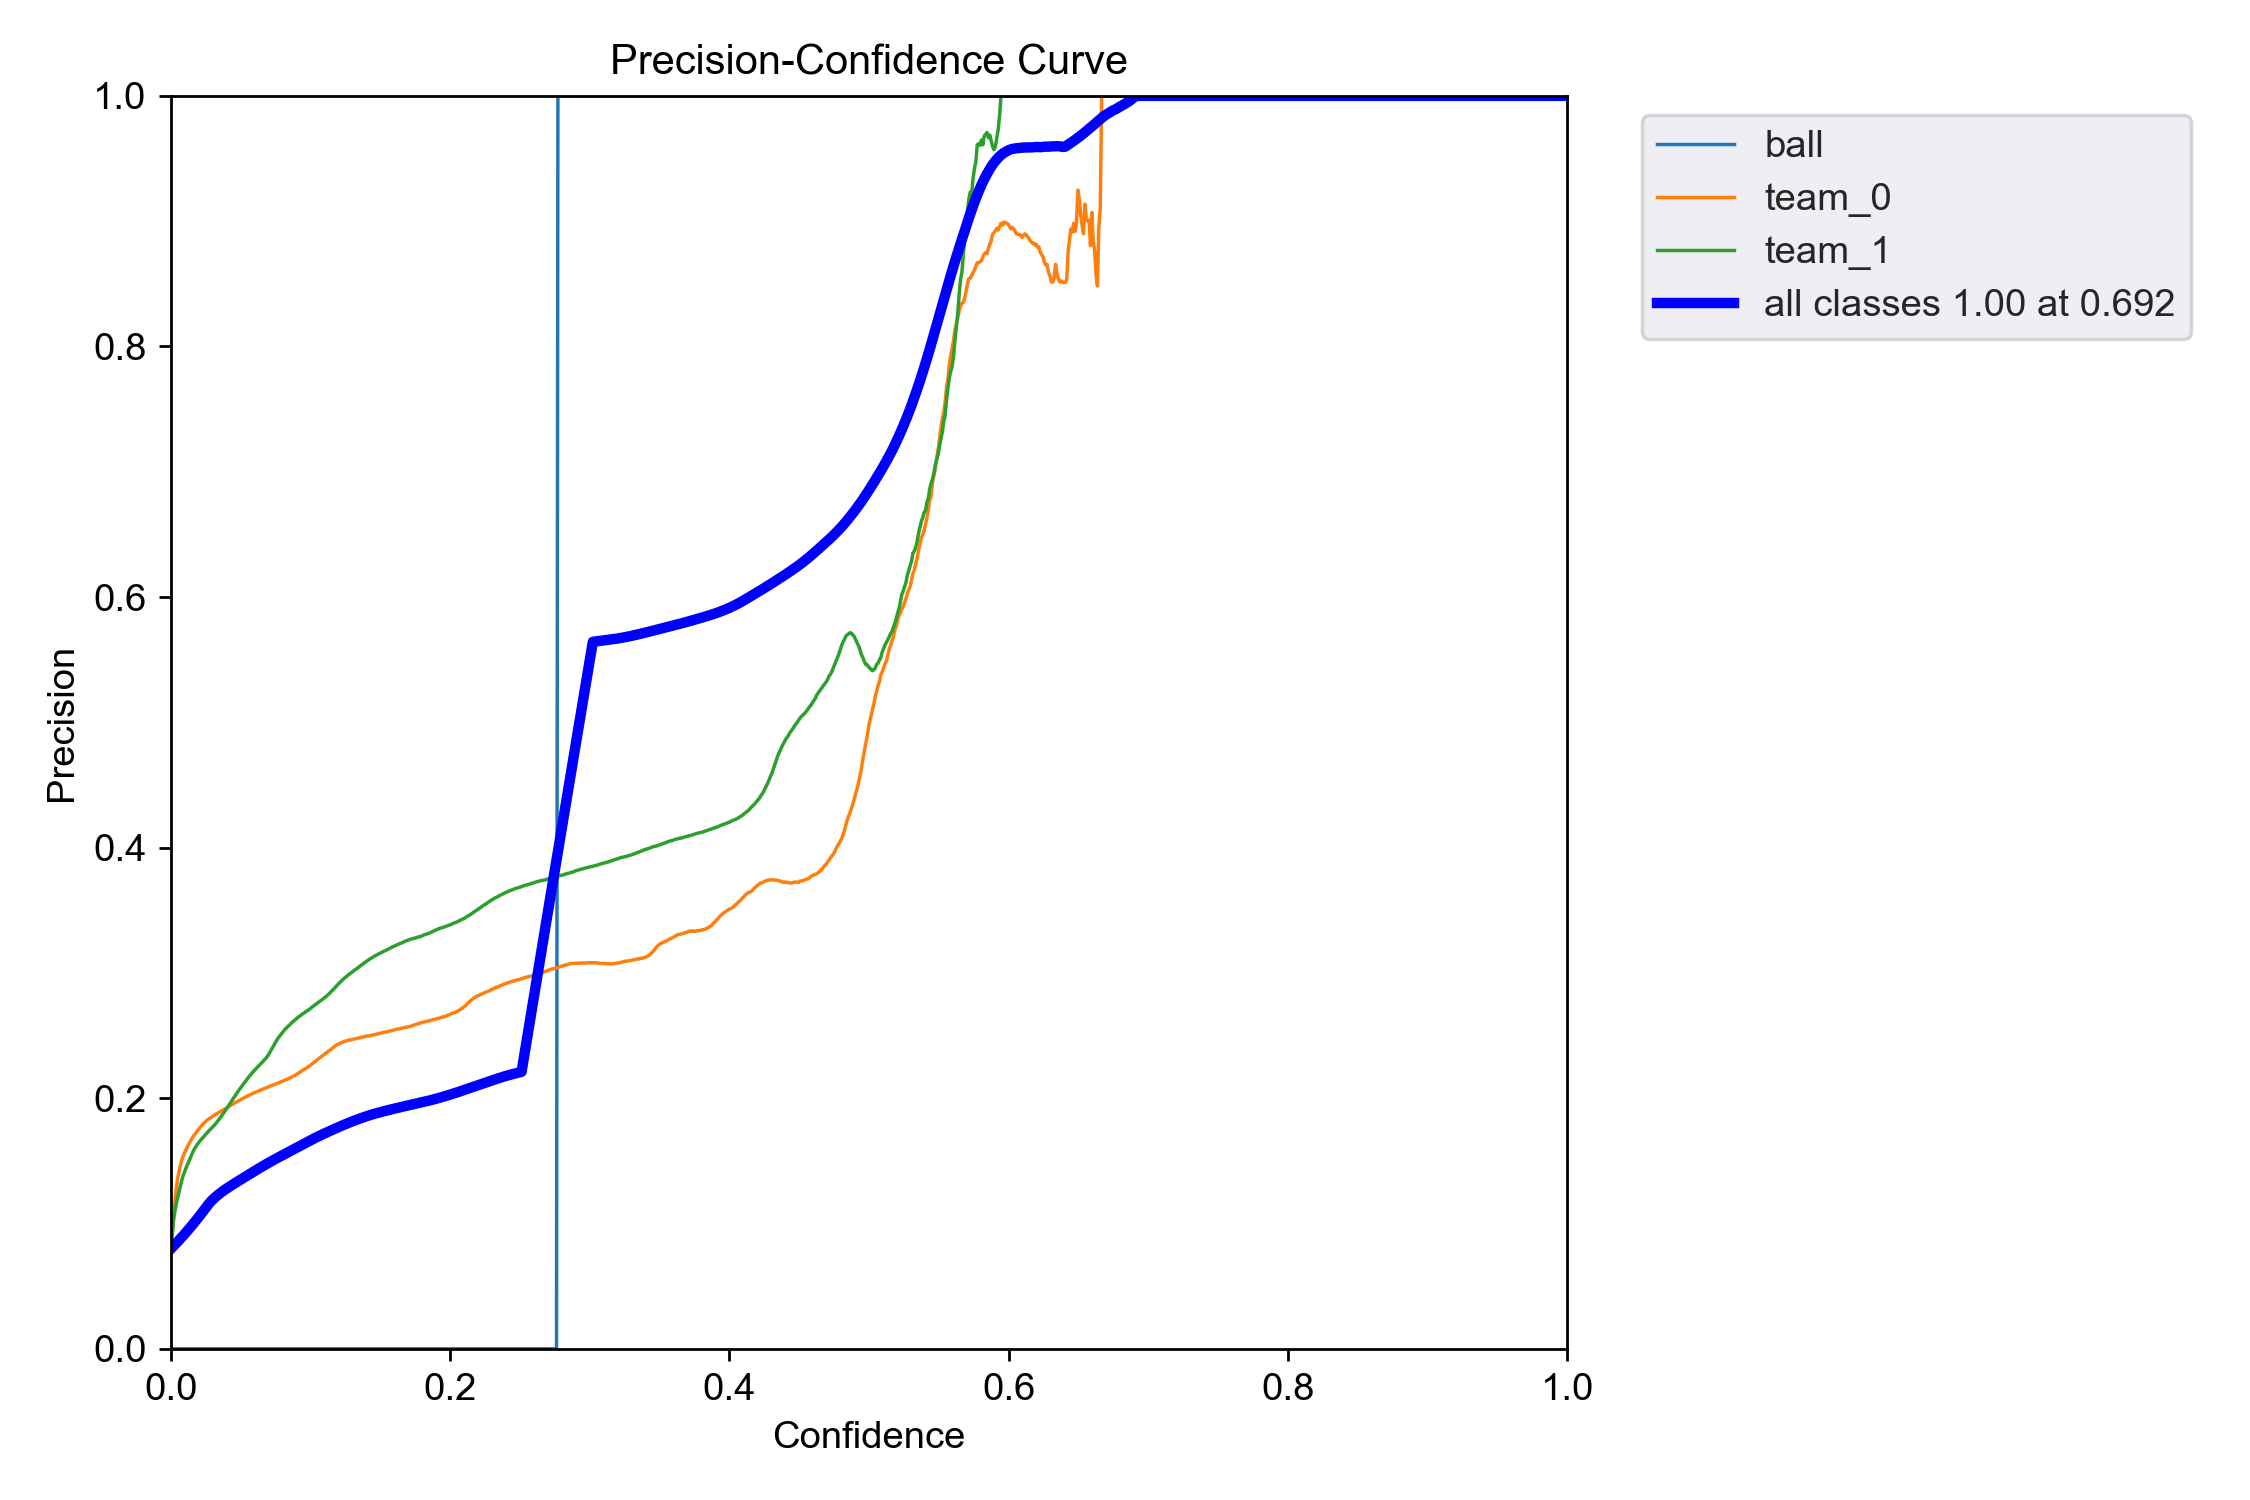 Precision-Confidence Curve
1.0
0.8
0.6
0.4
0.2
0.0
Precision
0.0 0.2 0.4 0.6 0.8 1.0
Confidence
ball
team_0
team_1
all classes 1.00 at 0.692